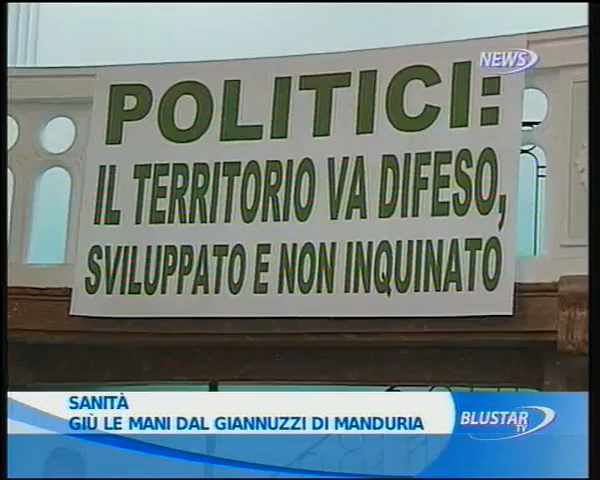 NEWS
POLITICI:
IL TERRITORIO VA DIFESO,
SVILUPPATO E NON INQUINATO
SANITÀ
GIÙ LE MANI DAL GIANNUZZI DI MANDURIA
BLUSTAR
TV